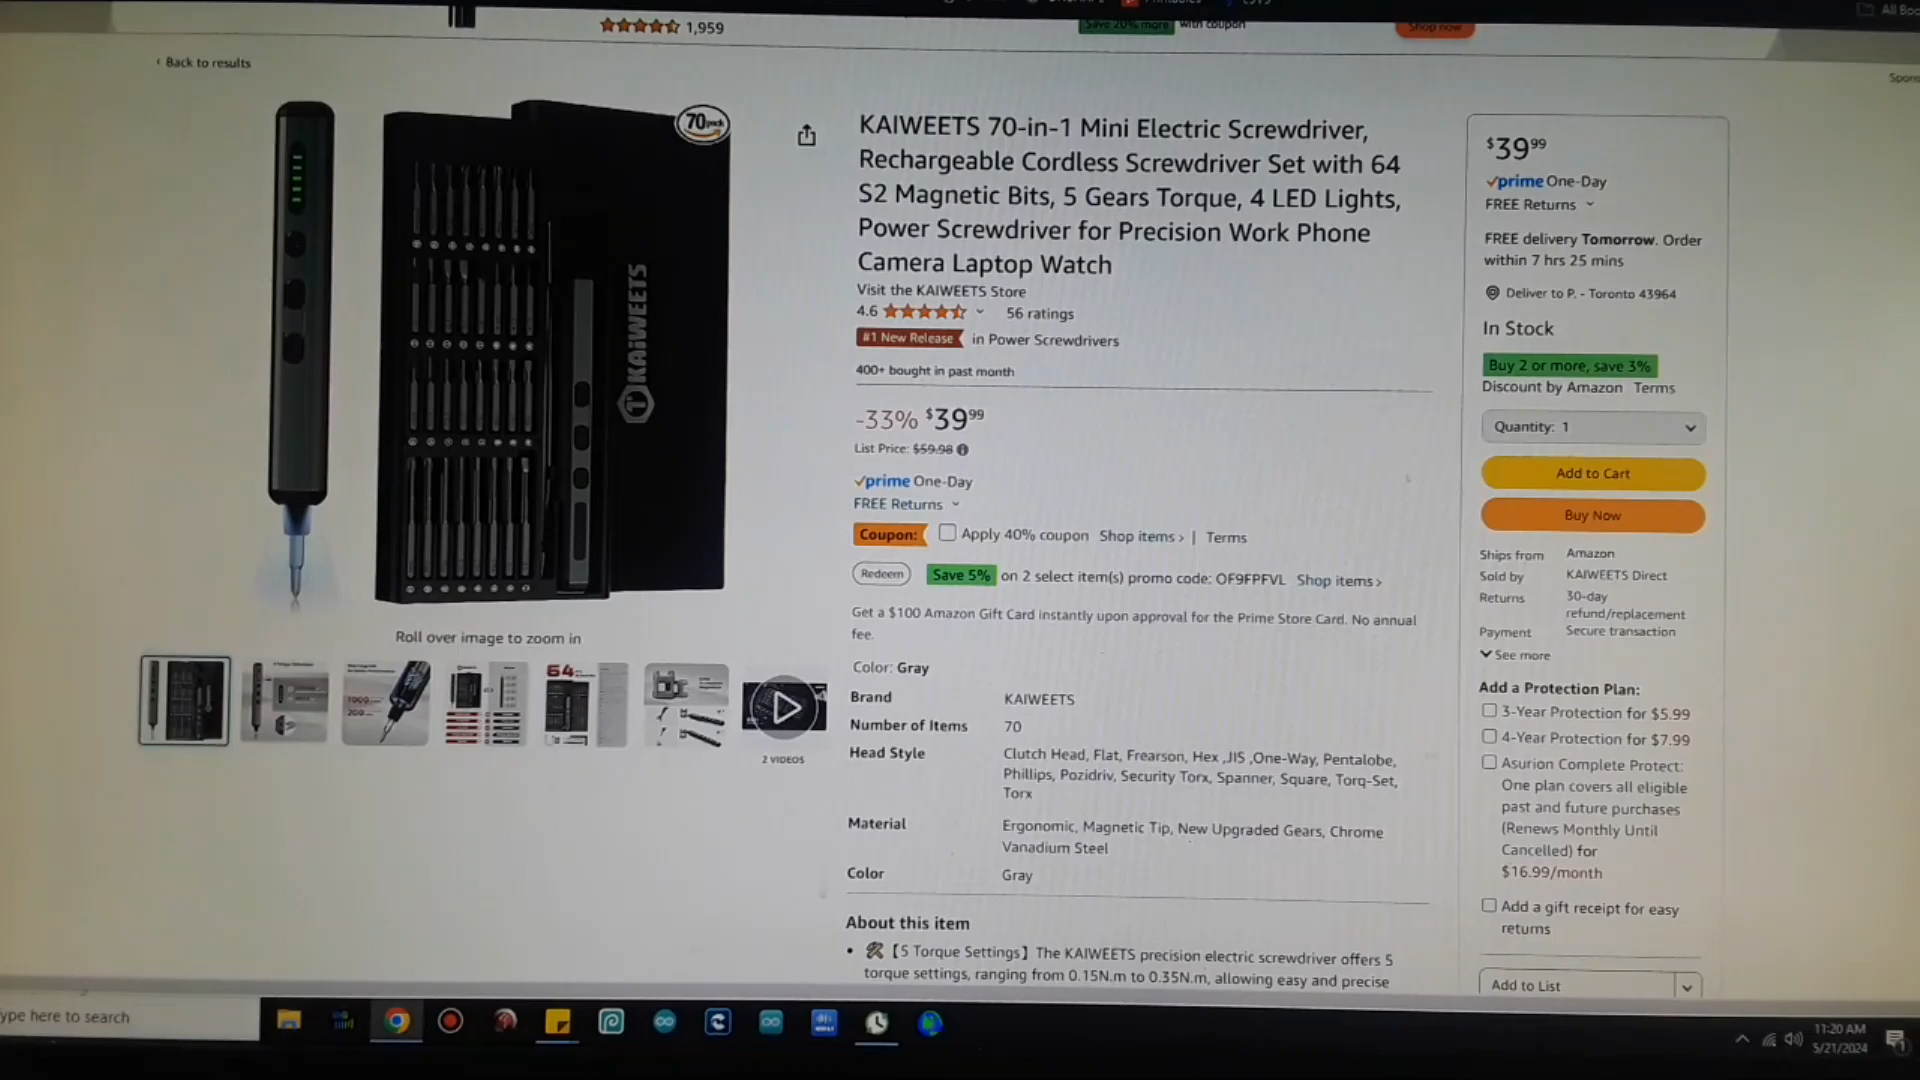 All Boo
1,959
Save 20% more with coupon
Shop now
‹ Back to results
Spons
70 pack
KAIWEETS
KAIWEETS 70-in-1 Mini Electric Screwdriver,
Rechargeable Cordless Screwdriver Set with 64
S2 Magnetic Bits, 5 Gears Torque, 4 LED Lights,
Power Screwdriver for Precision Work Phone
Camera Laptop Watch
Visit the KAIWEETS Store
4.6 56 ratings
#1 New Release in Power Screwdrivers
400+ bought in past month
-33% $39 99
List Price: $59.98
prime One-Day
FREE Returns
Coupon: Apply 40% coupon Shop items › | Terms
Redeem Save 5% on 2 select item(s) promo code: OF9FPFVL Shop items ›
Get a $100 Amazon Gift Card instantly upon approval for the Prime Store Card. No annual
fee.
Color: Gray
Brand KAIWEETS
Number of Items 70
Head Style Clutch Head, Flat, Frearson, Hex ,JIS ,One-Way, Pentalobe,
Phillips, Pozidriv, Security Torx, Spanner, Square, Torq-Set,
Torx
Material Ergonomic, Magnetic Tip, New Upgraded Gears, Chrome
Vanadium Steel
Color Gray
About this item
• 【5 Torque Settings】The KAIWEETS precision electric screwdriver offers 5
torque settings, ranging from 0.15N.m to 0.35N.m, allowing easy and precise
Roll over image to zoom in
64
2 VIDEOS
$39 99
prime One-Day
FREE Returns
FREE delivery Tomorrow. Order
within 7 hrs 25 mins
Deliver to P. - Toronto 43964
In Stock
Buy 2 or more, save 3%
Discount by Amazon Terms
Quantity: 1
Add to Cart
Buy Now
Ships from Amazon
Sold by KAIWEETS Direct
Returns 30-day
refund/replacement
Payment Secure transaction
See more
Add a Protection Plan:
3-Year Protection for $5.99
4-Year Protection for $7.99
Asurion Complete Protect:
One plan covers all eligible
past and future purchases
(Renews Monthly Until
Cancelled) for
$16.99/month
Add a gift receipt for easy
returns
Add to List
ype here to search
11:20 AM
5/21/2024
1